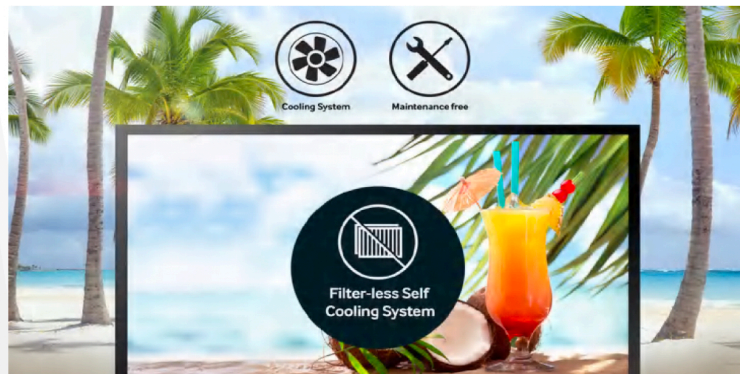 Cooling System
Maintenance free
Filter-less Self
Cooling System